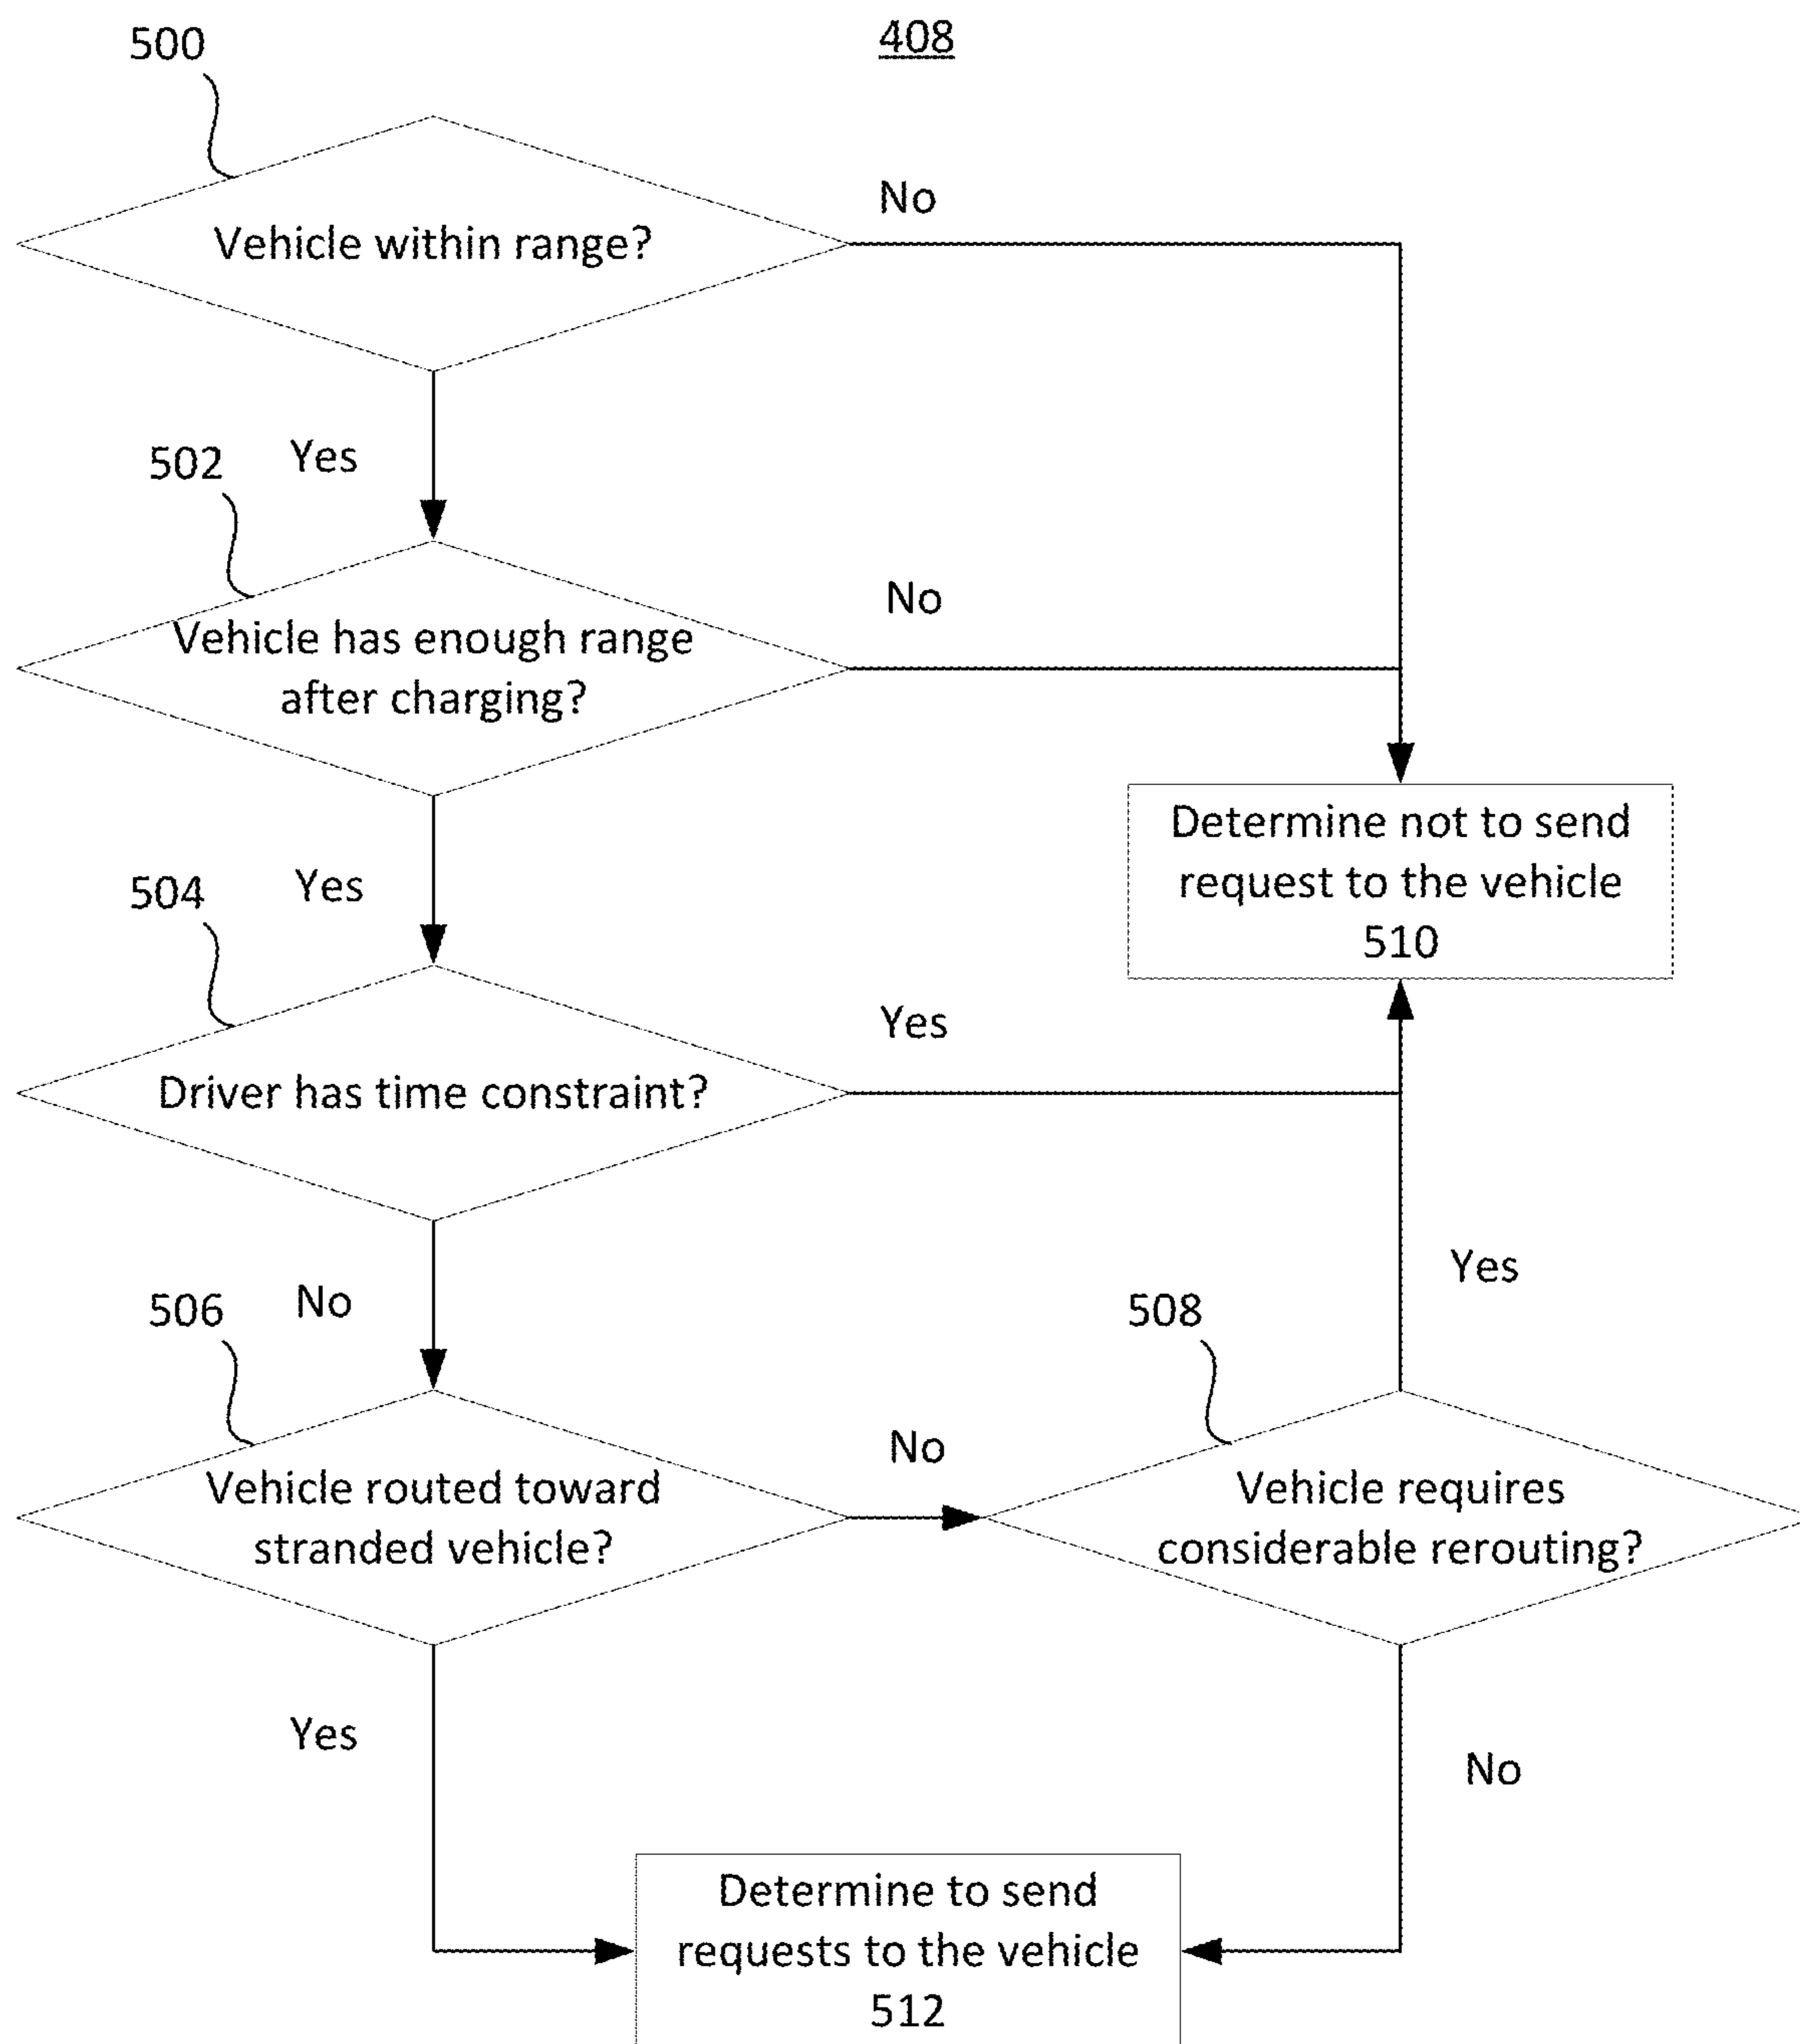 500
408
Vehicle within range?
No
Yes
502
Vehicle has enough range
after charging?
No
Yes
504
Determine not to send
request to the vehicle
510
Driver has time constraint?
Yes
No
506
Vehicle routed toward
stranded vehicle?
No
508
Vehicle requires
considerable rerouting?
Yes
Yes
No
Determine to send
requests to the vehicle
512